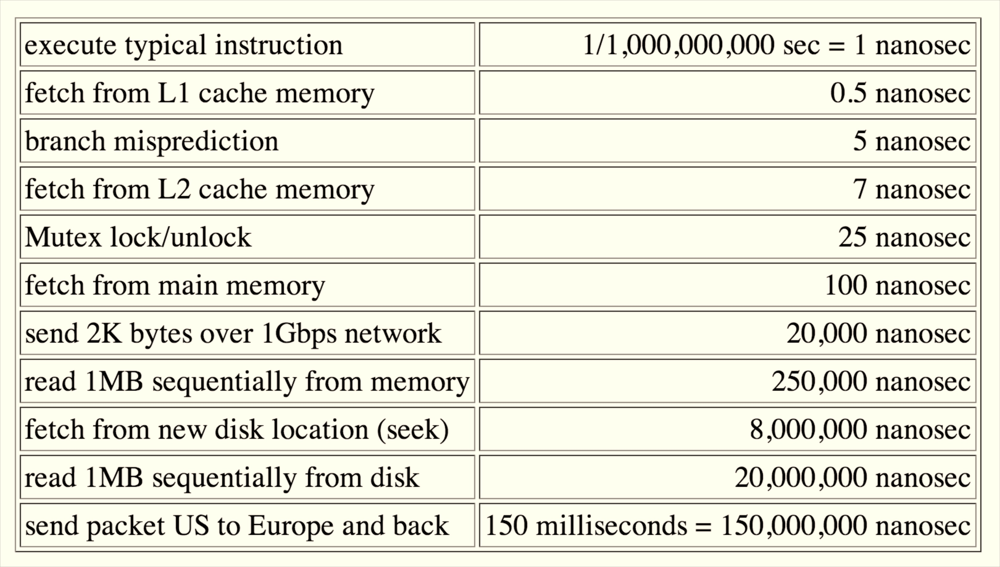 execute typical instruction 1/1,000,000,000 sec = 1 nanosec
fetch from L1 cache memory 0.5 nanosec
branch misprediction 5 nanosec
fetch from L2 cache memory 7 nanosec
Mutex lock/unlock 25 nanosec
fetch from main memory 100 nanosec
send 2K bytes over 1Gbps network 20,000 nanosec
read 1MB sequentially from memory 250,000 nanosec
fetch from new disk location (seek) 8,000,000 nanosec
read 1MB sequentially from disk 20,000,000 nanosec
send packet US to Europe and back 150 milliseconds = 150,000,000 nanosec